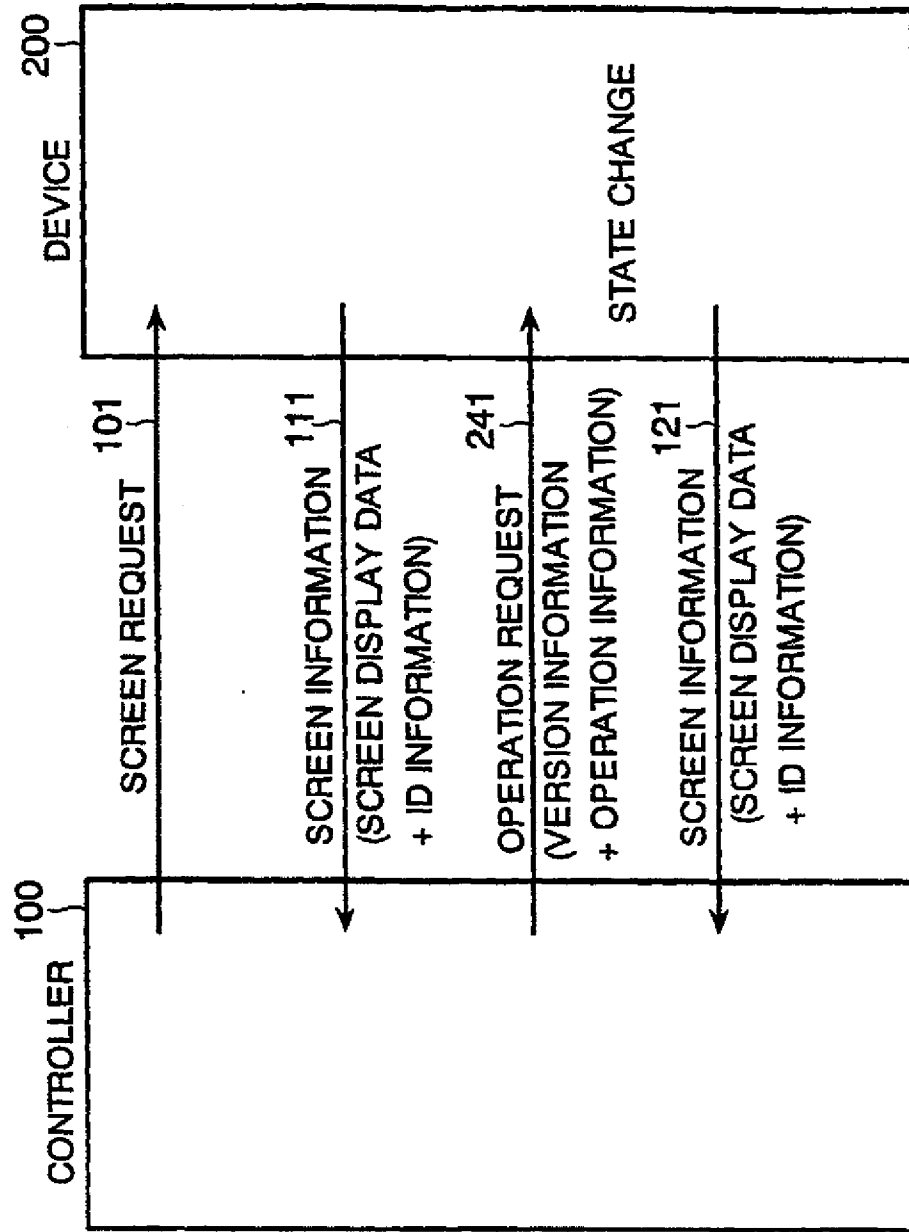 CONTROLLER
100
DEVICE
200
SCREEN REQUEST
101
SCREEN INFORMATION
111
(SCREEN DISPLAY DATA
+ ID INFORMATION)
OPERATION REQUEST
241
(VERSION INFORMATION
+ OPERATION INFORMATION)
STATE CHANGE
SCREEN INFORMATION
121
(SCREEN DISPLAY DATA
+ ID INFORMATION)